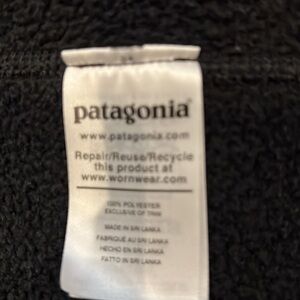 patagonia®
www.patagonia.com
Repair/Reuse/Recycle
this product at
www.wornwear.com
100% POLYESTER
EXCLUSIVE OF TRIM
MADE IN SRI LANKA
FABRIQUÉ AU SRI LANKA
HECHO EN SRI LANKA
FATTO IN SRI LANKA